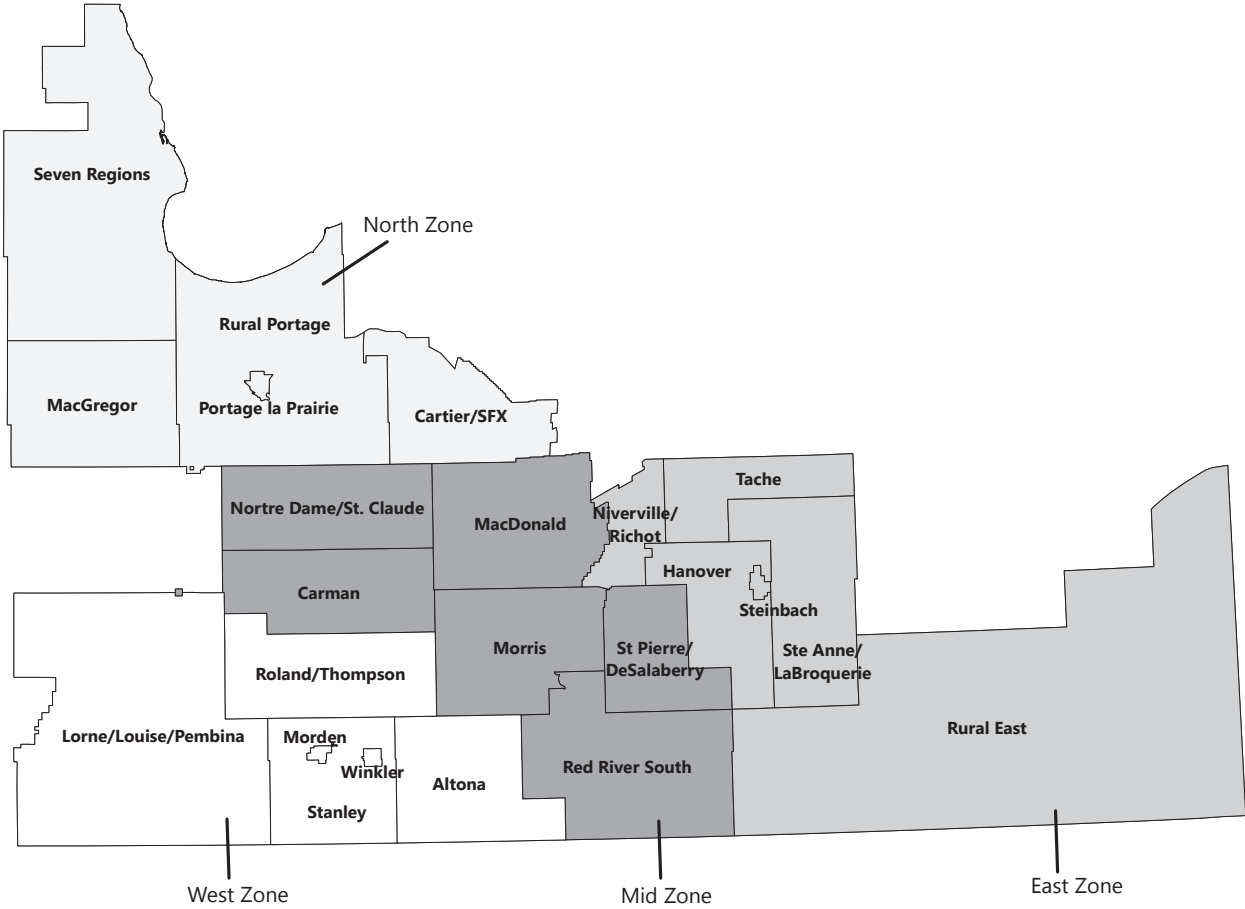 Seven Regions
North Zone
Rural Portage
MacGregor
Portage la Prairie
Cartier/SFX
Tache
Nortre Dame/St. Claude
MacDonald
Niverville/
Richot
Hanover
Carman
Steinbach
Morris
St Pierre/
DeSalaberry
Ste Anne/
LaBroquerie
Roland/Thompson
Rural East
Lorne/Louise/Pembina
Morden
Winkler
Red River South
Altona
Stanley
West Zone
Mid Zone
East Zone